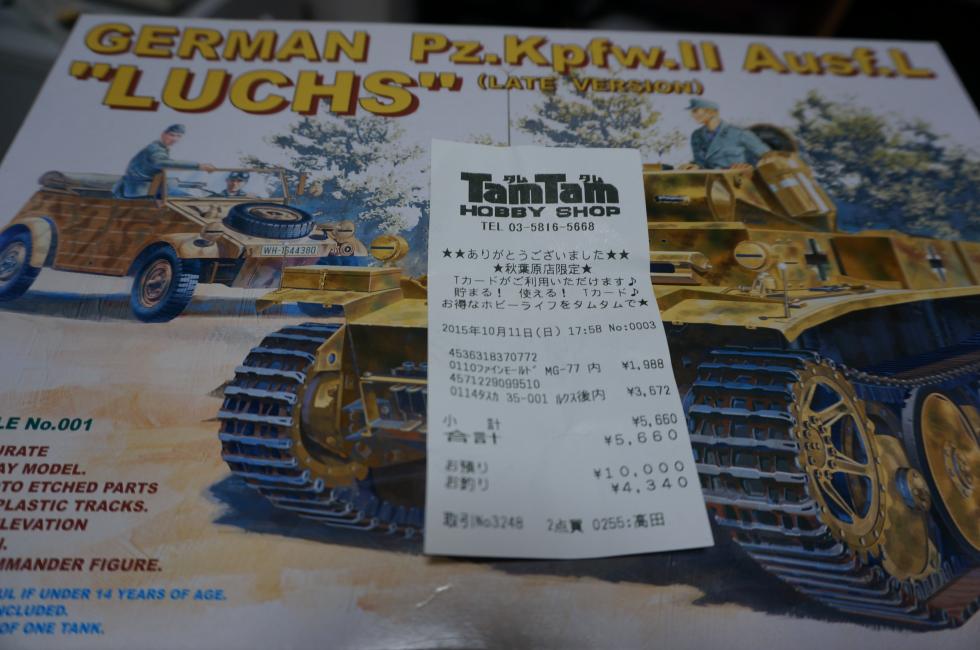 GERMAN Pz.Kpfw.II Ausf.L
"LUCHS" (LATE VERSION)
WH-1644380
タム タム
TamTam
HOBBY SHOP
TEL 03-5816-5668
★★ありがとうございました★★
★秋葉原店限定★
Tカードがご利用いただけます♪
貯まる! 使える! Tカード♪
お得なホビーライフをタムタムで★
2015年10月11日(日) 17:58 No:0003
4536318370772
0110ファインモールド MG-77 内 ¥1,988
4571229099510
0114タスカ 35-001 ルクス後内 ¥3,672
小 計 ¥5,660
合計 ¥5,660
お預り ¥10,000
お釣り ¥4,340
取引No3248 2点買 0255:高田
LE No.001
URATE
AY MODEL.
OTO ETCHED PARTS
PLASTIC TRACKS.
LEVATION
MMANDER FIGURE.
UL IF UNDER 14 YEARS OF AGE.
NCLUDED.
OF ONE TANK.